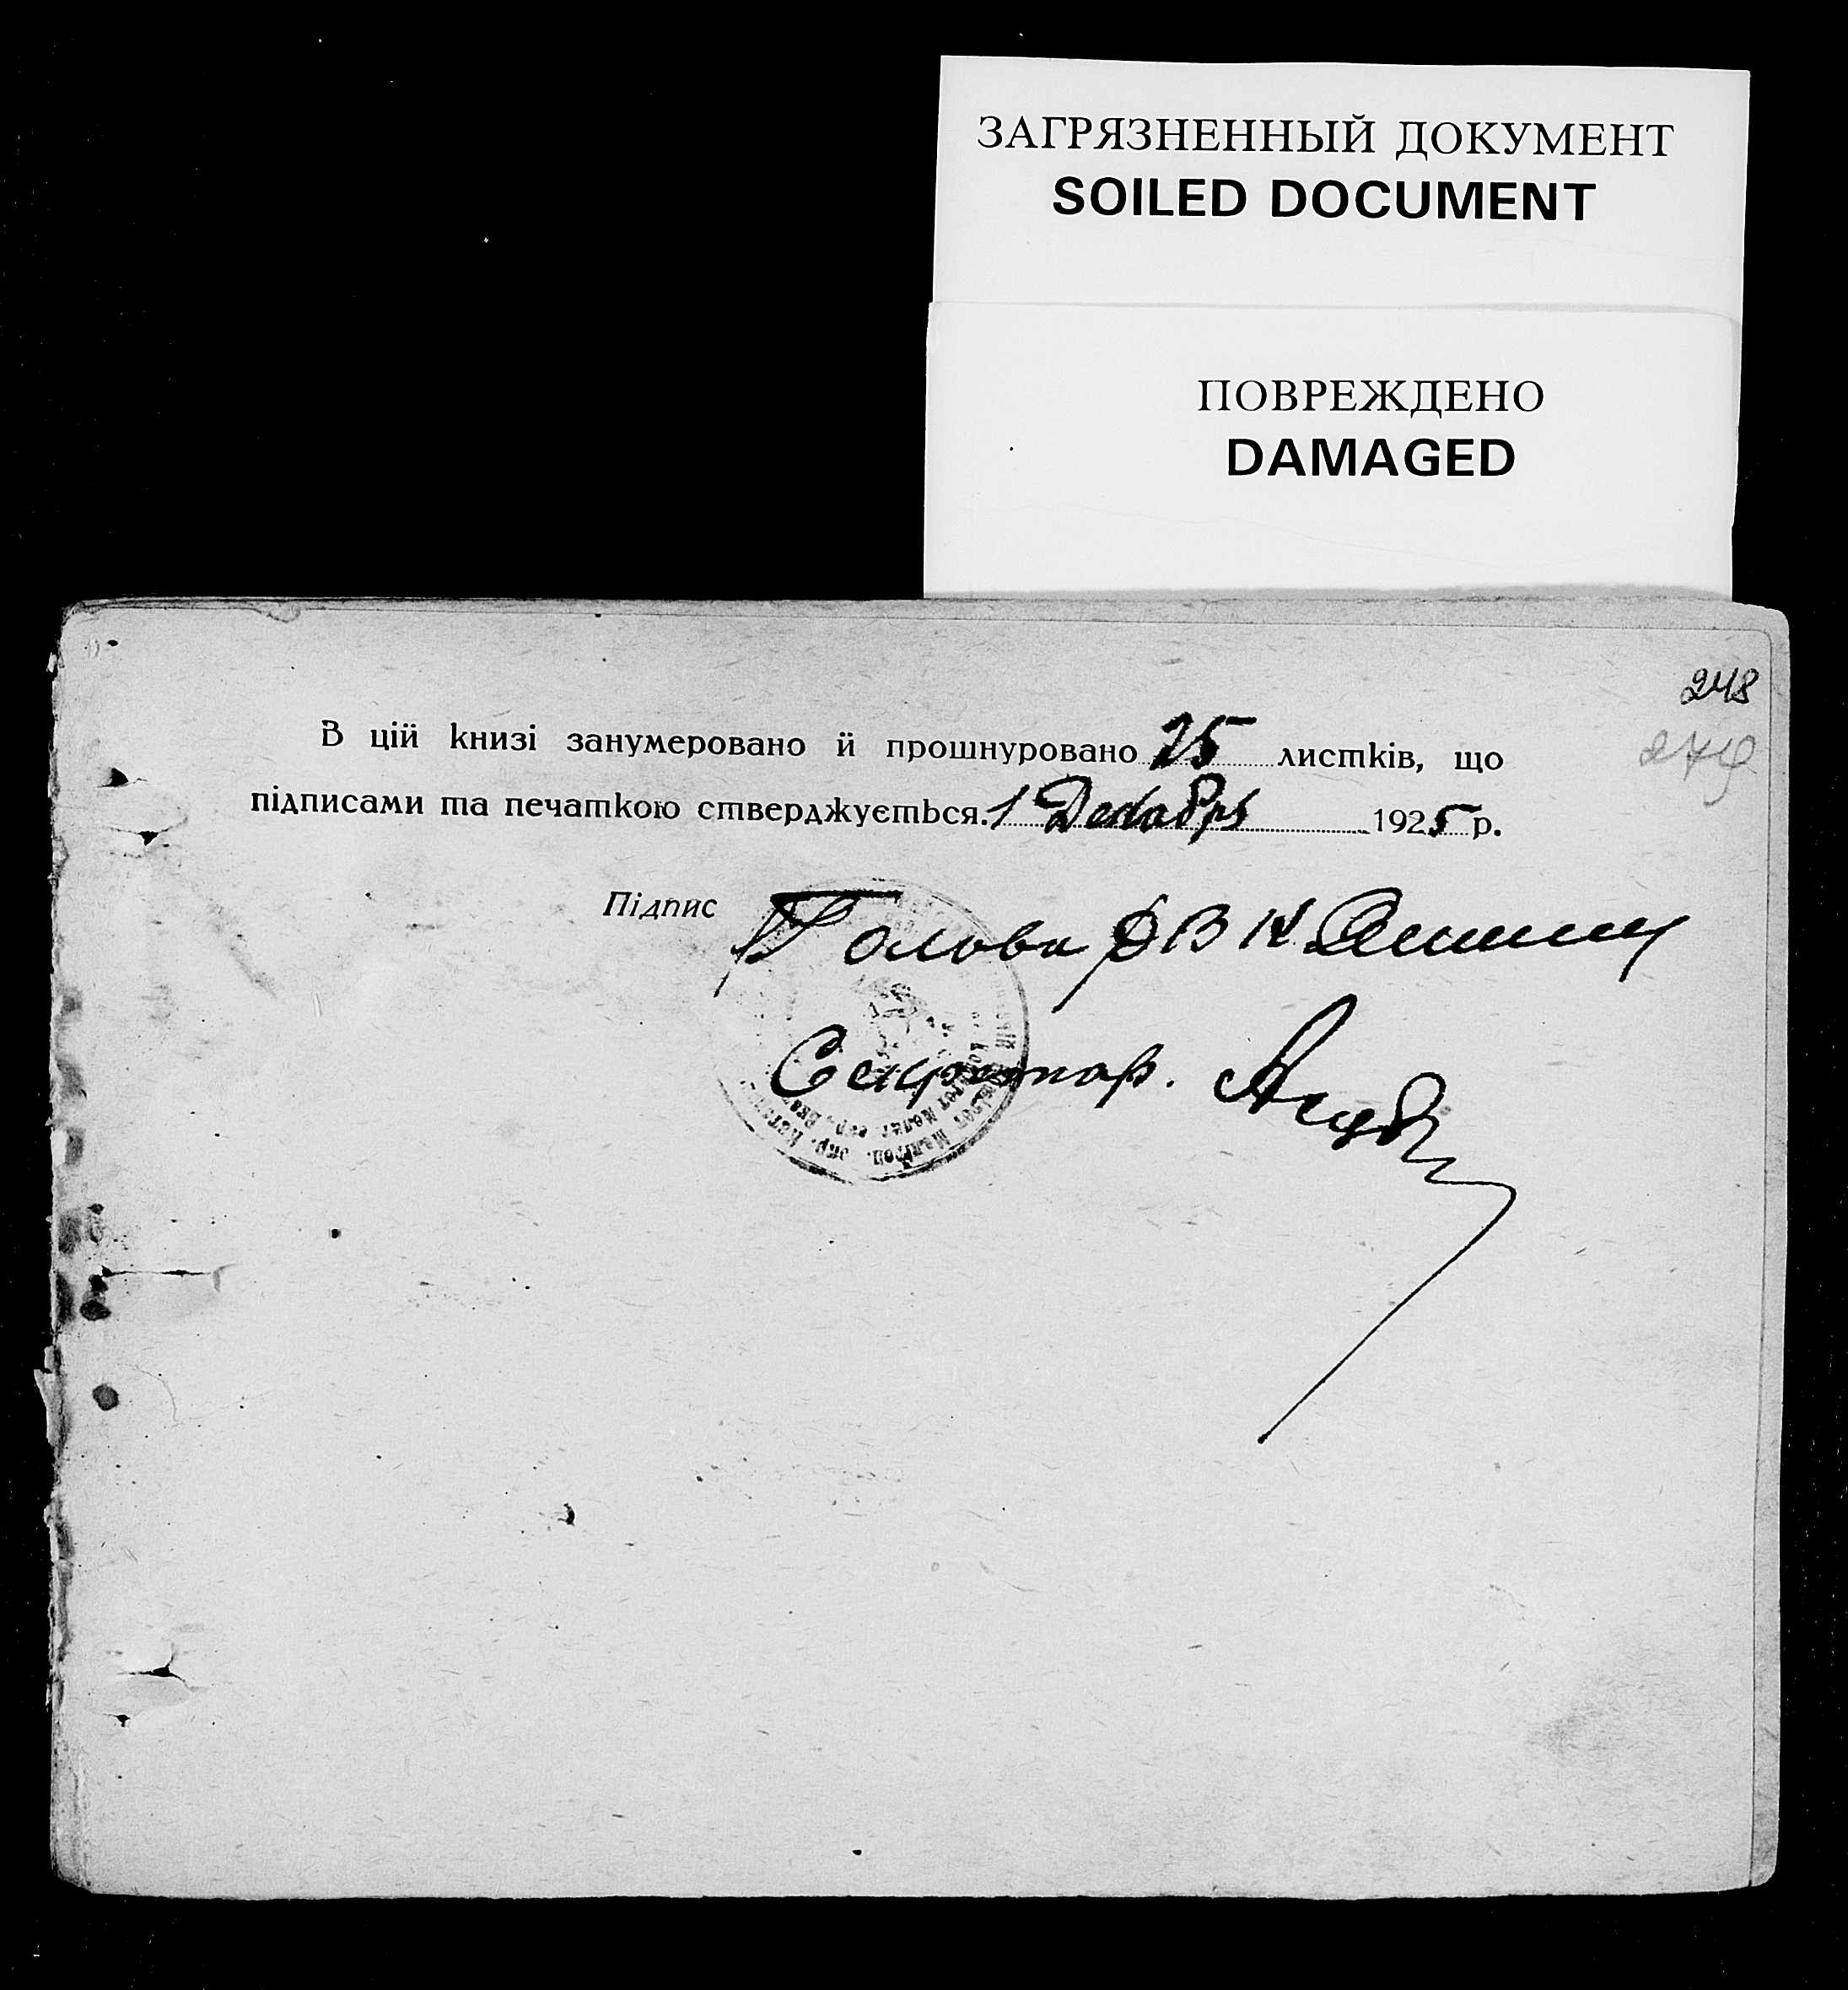 ЗАГРЯЗНЕННЫЙ ДОКУМЕНТ
SOILED DOCUMENT
ПОВРЕЖДЕНО
DAMAGED
248
В цій книзі занумеровано й прошнуровано 25 листків, що
підписами та печаткою стверджується. 1 Декабря 1925 р.
Підпис Голова РВК
Секретар.